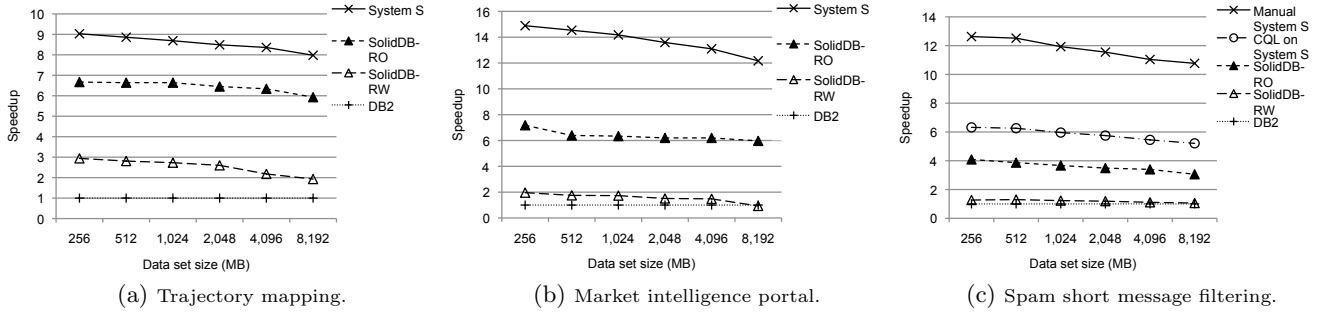 10
9
8
7
6
5
4
3
2
1
0
Speedup
256 512 1,024 2,048 4,096 8,192
Data set size (MB)
System S
SolidDB-
RO
SolidDB-
RW
DB2
(a) Trajectory mapping.
16
14
12
10
8
6
4
2
0
Speedup
256 512 1,024 2,048 4,096 8,192
Data set size (MB)
System S
SolidDB-
RO
SolidDB-
RW
DB2
(b) Market intelligence portal.
14
12
10
8
6
4
2
0
Speedup
256 512 1,024 2,048 4,096 8,192
Data set size (MB)
Manual
System S
CQL on
System S
SolidDB-
RO
SolidDB-
RW
DB2
(c) Spam short message filtering.